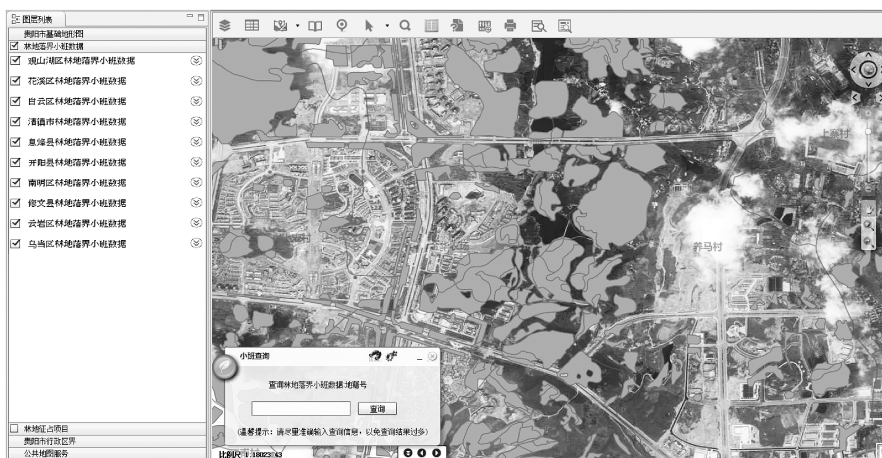 图层列表
贵阳市基础地形图
林地落界小班数据
观山湖区林地落界小班数据
花溪区林地落界小班数据
白云区林地落界小班数据
清镇市林地落界小班数据
息烽县林地落界小班数据
开阳县林地落界小班数据
南明区林地落界小班数据
修文县林地落界小班数据
云岩区林地落界小班数据
乌当区林地落界小班数据
林地征占项目
贵阳市行政区界
公共地图服务
上寨村
养马村
小班查询
查询林地落界小班数据:地籍号
查询
(温馨提示：请尽里准确输入查询信息，以免查询结果过多)
比例尺 1:18023.43